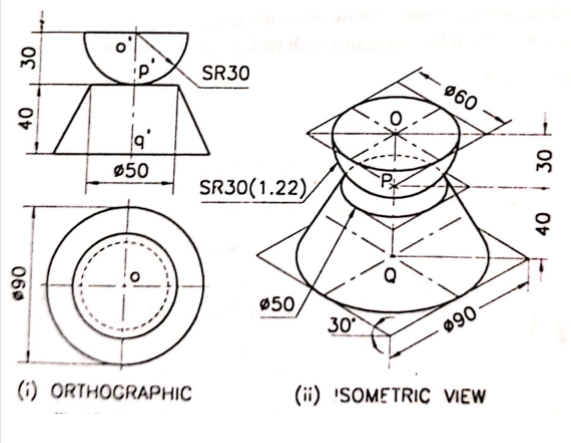 30
o'
p'
SR30
40
q'
ø50
ø90
o
(i) ORTHOGRAPHIC
ø60
O
30
P
SR30(1.22)
40
Q
ø50
30°
ø90
(ii) ISOMETRIC VIEW